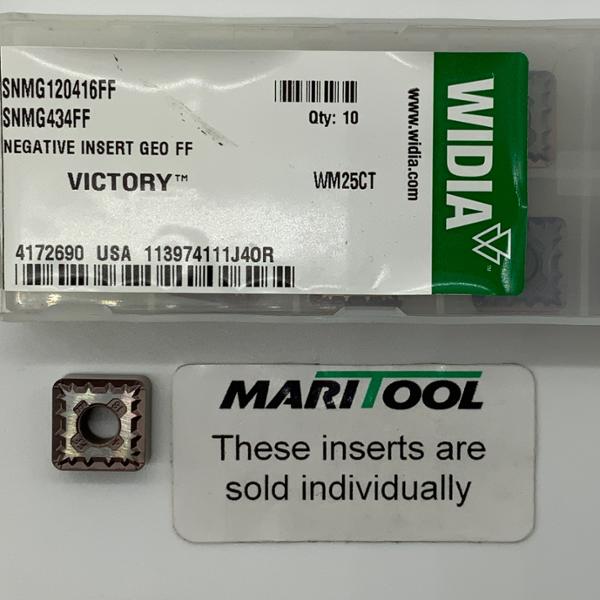 SNMG120416FF
SNMG434FF
Qty: 10
NEGATIVE INSERT GEO FF
VICTORY™ WM25CT
4172690 USA 113974111J40R
www.widia.com
WIDIA™
MARITOOL
These inserts are
sold individually